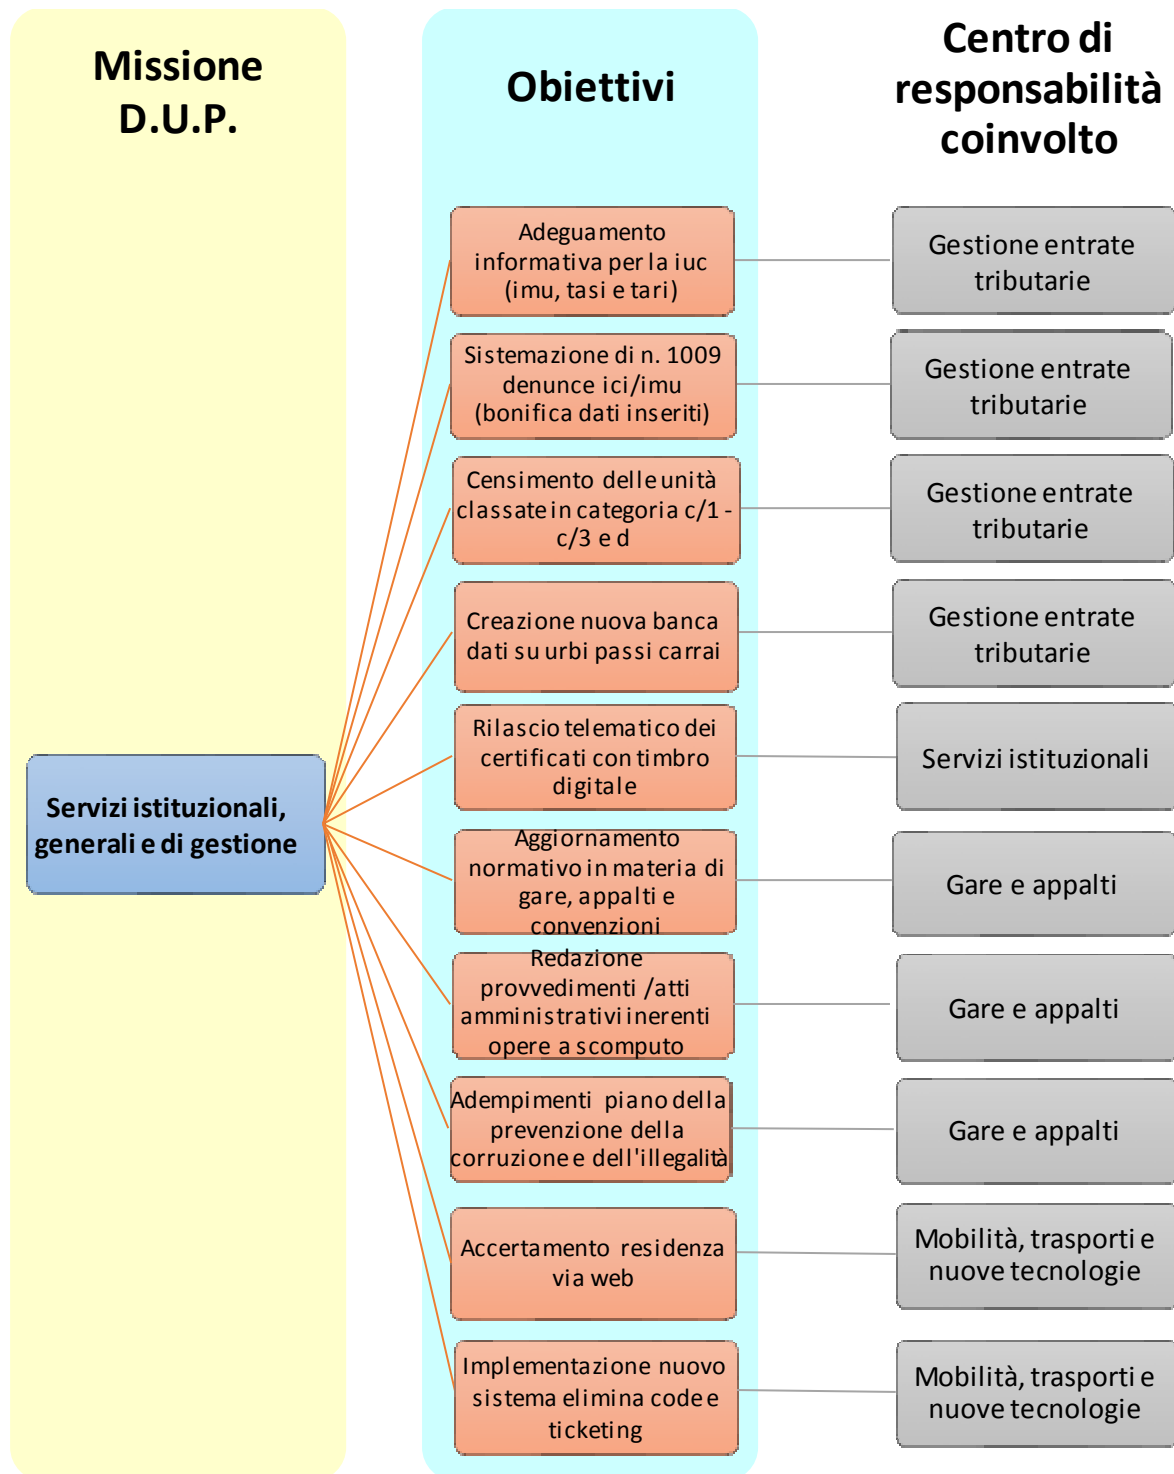 Missione
D.U.P.
Obiettivi
Centro di
responsabilità
coinvolto
Servizi istituzionali,
generali e di gestione
Adeguamento
informativa per la iuc
(imu, tasi e tari)
Gestione entrate
tributarie
Sistemazione di n. 1009
denunce ici/imu
(bonifica dati inseriti)
Gestione entrate
tributarie
Censimento delle unità
classate in categoria c/1 -
c/3 e d
Gestione entrate
tributarie
Creazione nuova banca
dati su urbi passi carrai
Gestione entrate
tributarie
Rilascio telematico dei
certificati con timbro
digitale
Servizi istituzionali
Aggiornamento
normativo in materia di
gare, appalti e
convenzioni
Gare e appalti
Redazione
provvedimenti /atti
amministrativi inerenti
opere a scomputo
Gare e appalti
Adempimenti piano della
prevenzione della
corruzione e dell'illegalità
Gare e appalti
Accertamento residenza
via web
Mobilità, trasporti e
nuove tecnologie
Implementazione nuovo
sistema elimina code e
ticketing
Mobilità, trasporti e
nuove tecnologie